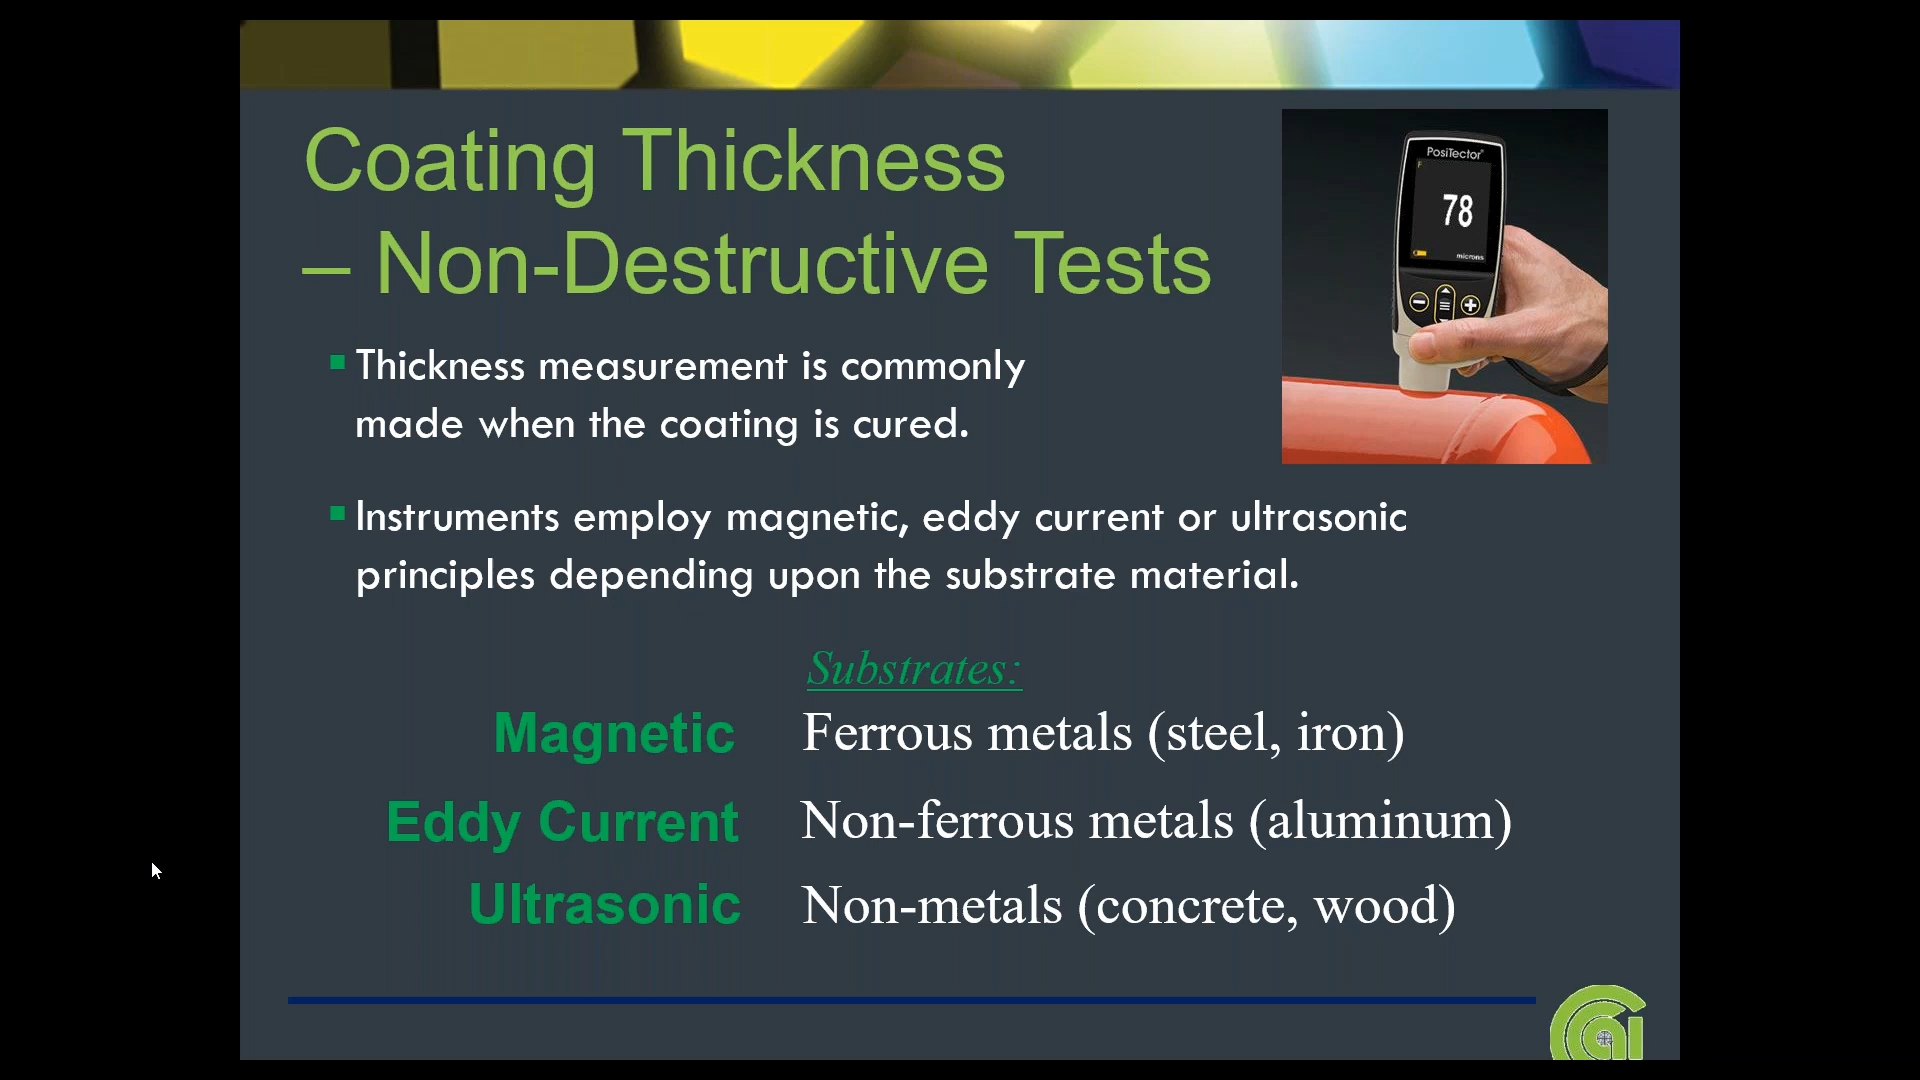 Coating Thickness
– Non-Destructive Tests
PosiTector®
F
78
microns
▪ Thickness measurement is commonly
made when the coating is cured.
▪ Instruments employ magnetic, eddy current or ultrasonic
principles depending upon the substrate material.
Substrates:
Magnetic Ferrous metals (steel, iron)
Eddy Current Non-ferrous metals (aluminum)
Ultrasonic Non-metals (concrete, wood)
CCAi